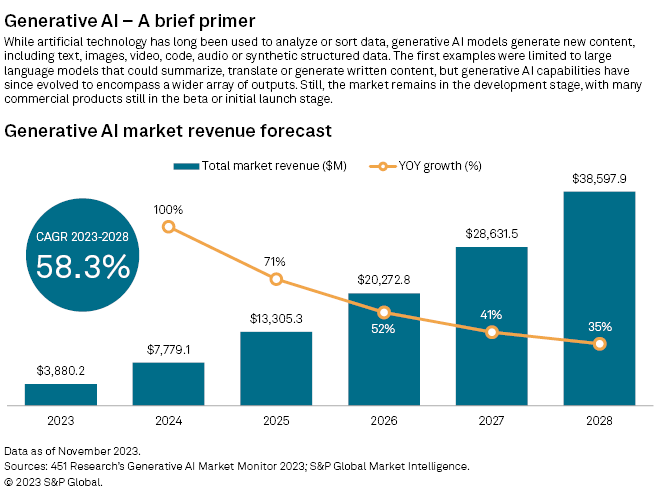 Generative AI – A brief primer
While artificial technology has long been used to analyze or sort data, generative AI models generate new content,
including text, images, video, code, audio or synthetic structured data. The first examples were limited to large
language models that could summarize, translate or generate written content, but generative AI capabilities have
since evolved to encompass a wider array of outputs. Still, the market remains in the development stage, with many
commercial products still in the beta or initial launch stage.
Generative AI market revenue forecast
Total market revenue ($M) YOY growth (%)
$38,597.9
100%
CAGR 2023-2028
58.3%
$28,631.5
71%
$20,272.8
$13,305.3
52%
41%
35%
$7,779.1
$3,880.2
2023 2024 2025 2026 2027 2028
Data as of November 2023.
Sources: 451 Research's Generative AI Market Monitor 2023; S&P Global Market Intelligence.
© 2023 S&P Global.